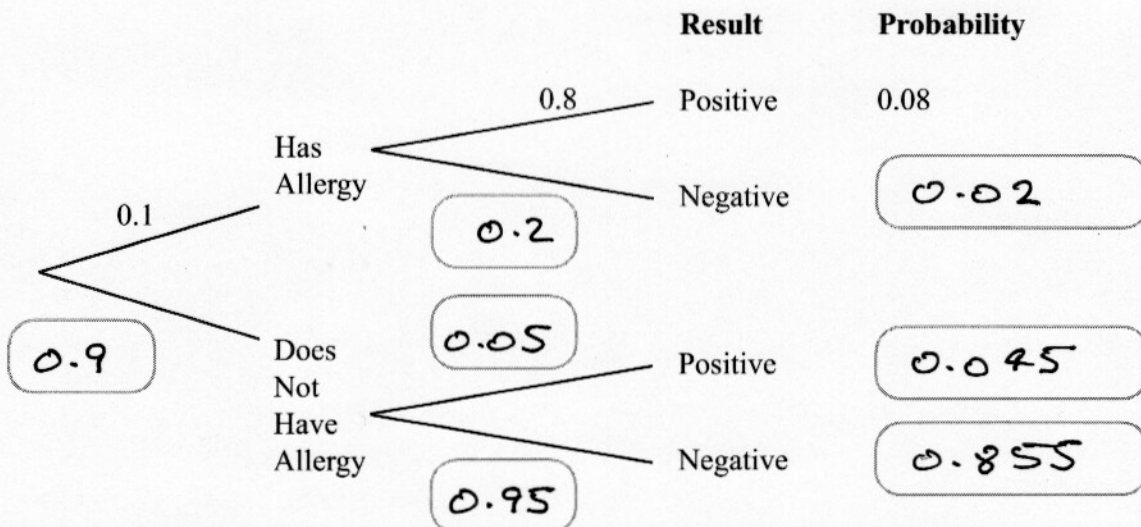 Result Probability
0.8 Positive 0.08
Has
Allergy
Negative 0.02
0.1
0.2
0.05
0.9
Does
Not
Have
Allergy
Positive 0.045
Negative 0.855
0.95